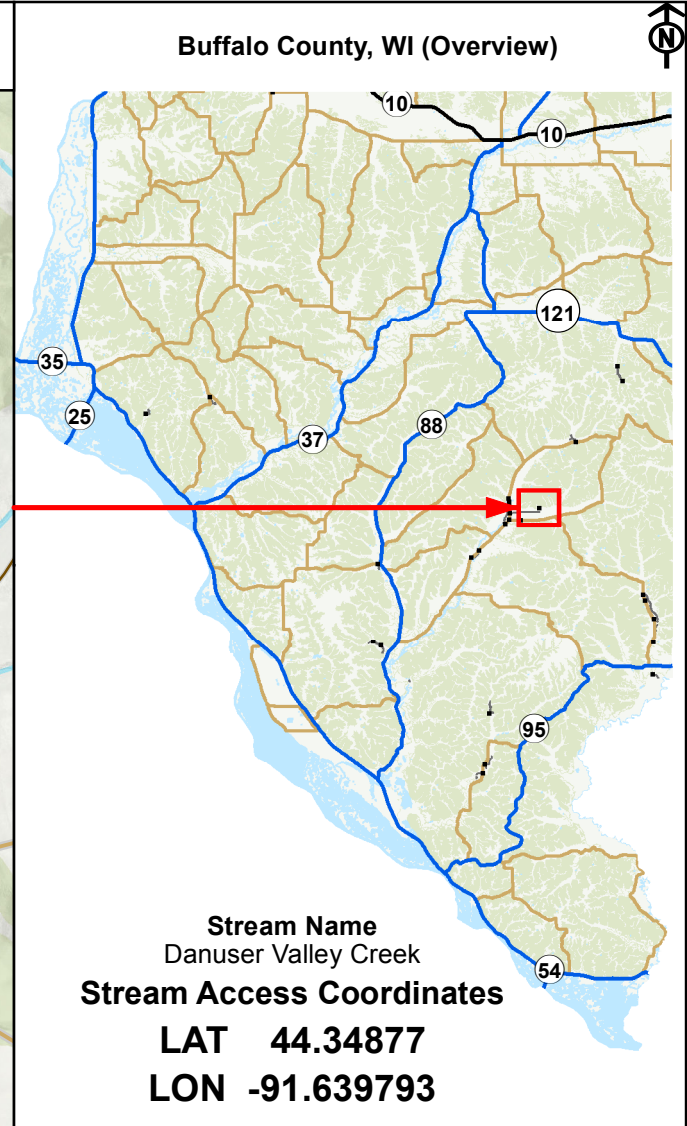 Buffalo County, WI (Overview)
N
10
10
121
35
25
37
88
95
54
Stream Name
Danuser Valley Creek
Stream Access Coordinates
LAT 44.34877
LON -91.639793